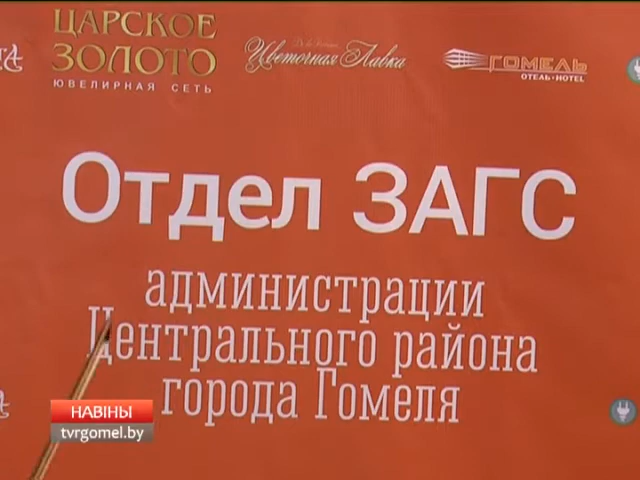 ЦАРСКОЕ
ЗОЛОТО
ЮВЕЛИРНАЯ СЕТЬ
Цветочная Лавка
ГОМЕЛЬ
ОТЕЛЬ•HOTEL
Отдел ЗАГС
администрации
Центрального района
города Гомеля
НАВІНЫ
tvrgomel.by